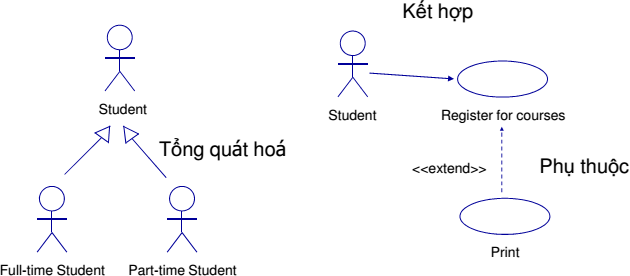 Kết hợp
Student
Student
Register for courses
Tổng quát hoá
<<extend>>
Phụ thuộc
Print
Full-time Student
Part-time Student